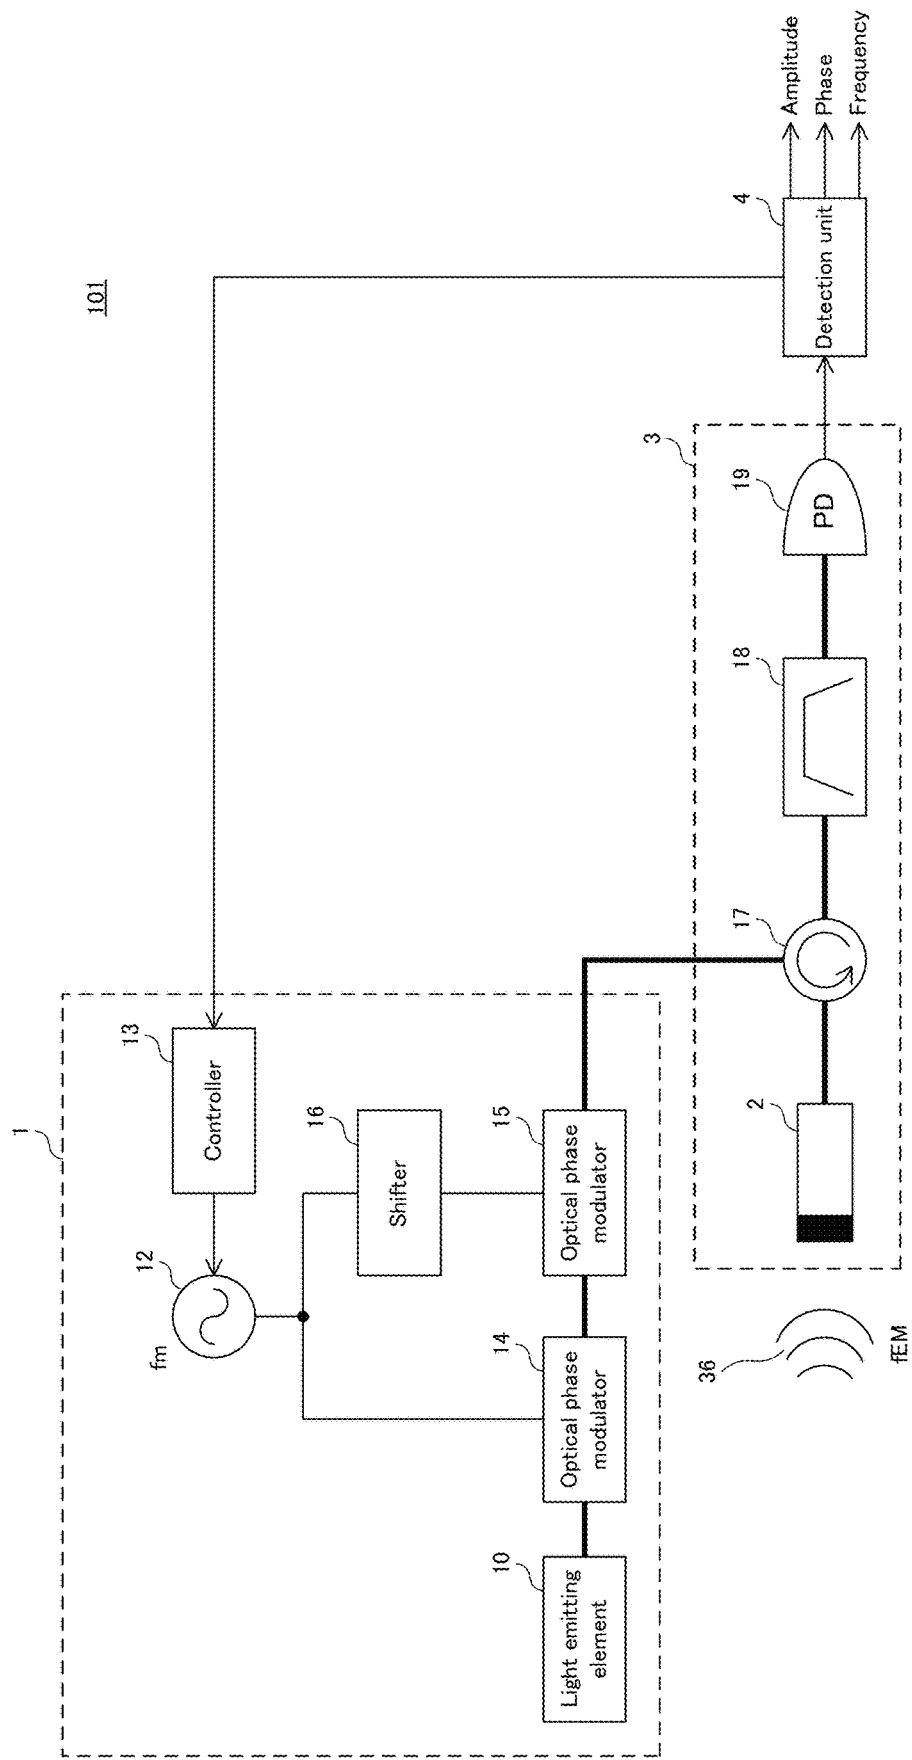 101
1
13
Controller
12
fm
16
Shifter
10
Light emitting
element
14
Optical phase
modulator
15
Optical phase
modulator
3
36
fEM
2
17
18
19
PD
4
Detection unit
Amplitude
Phase
Frequency